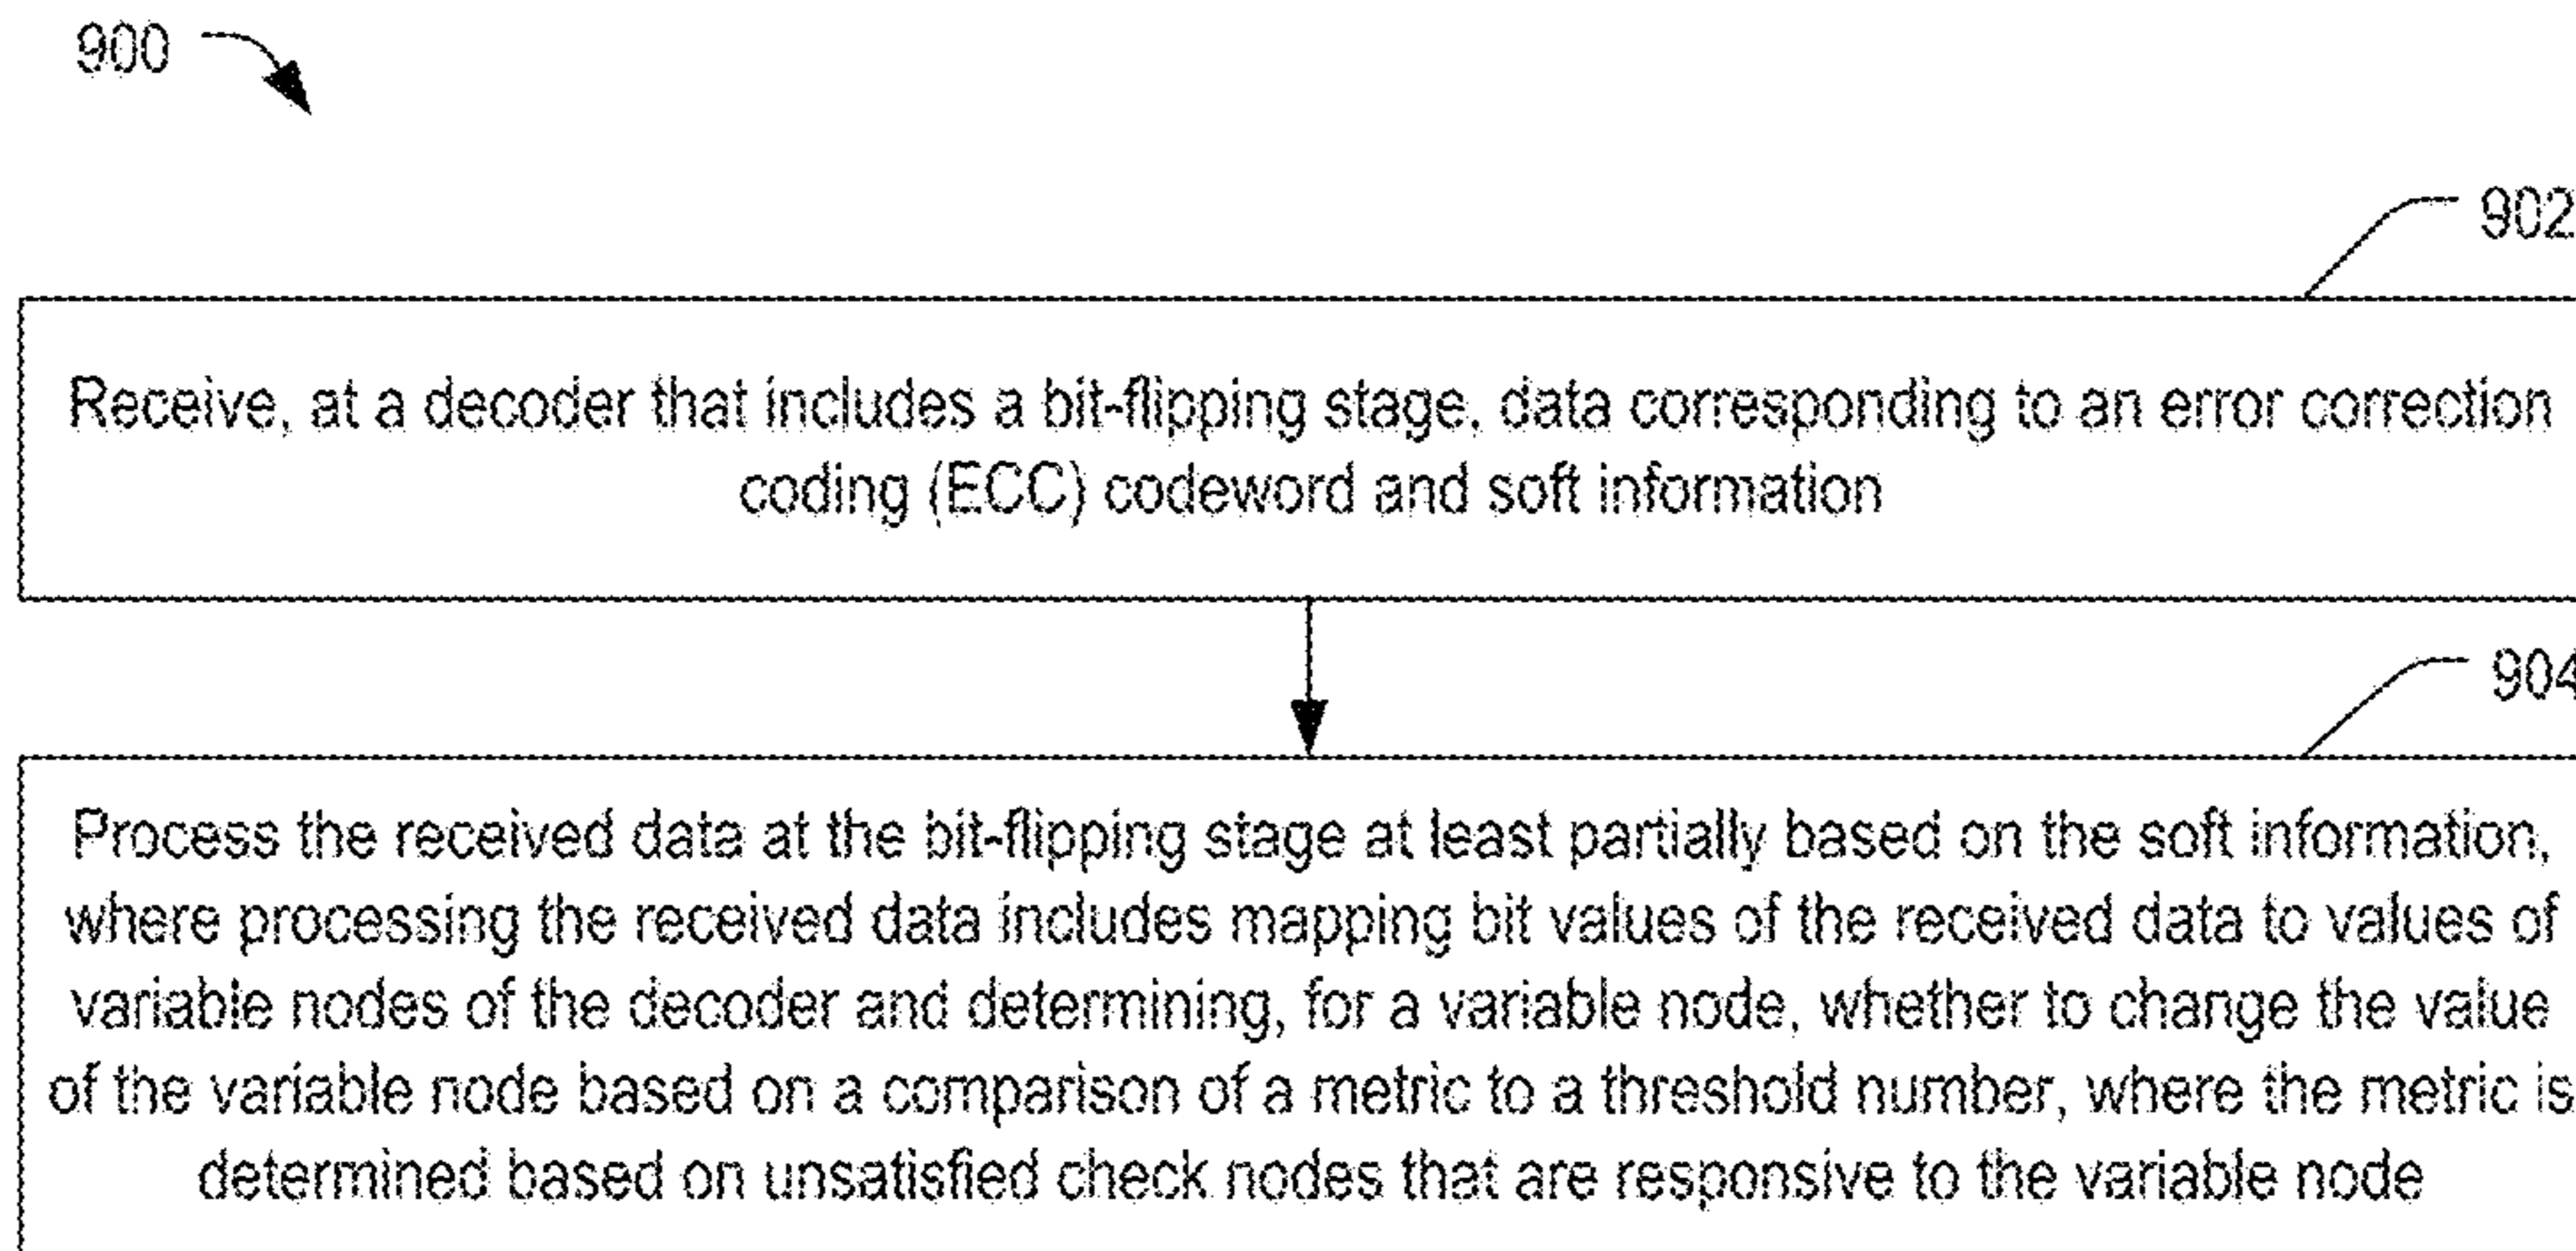 900
902
Receive, at a decoder that includes a bit-flipping stage, data corresponding to an error correction
coding (ECC) codeword and soft information
904
Process the received data at the bit-flipping stage at least partially based on the soft information,
where processing the received data includes mapping bit values of the received data to values of
variable nodes of the decoder and determining, for a variable node, whether to change the value
of the variable node based on a comparison of a metric to a threshold number, where the metric is
determined based on unsatisfied check nodes that are responsive to the variable node